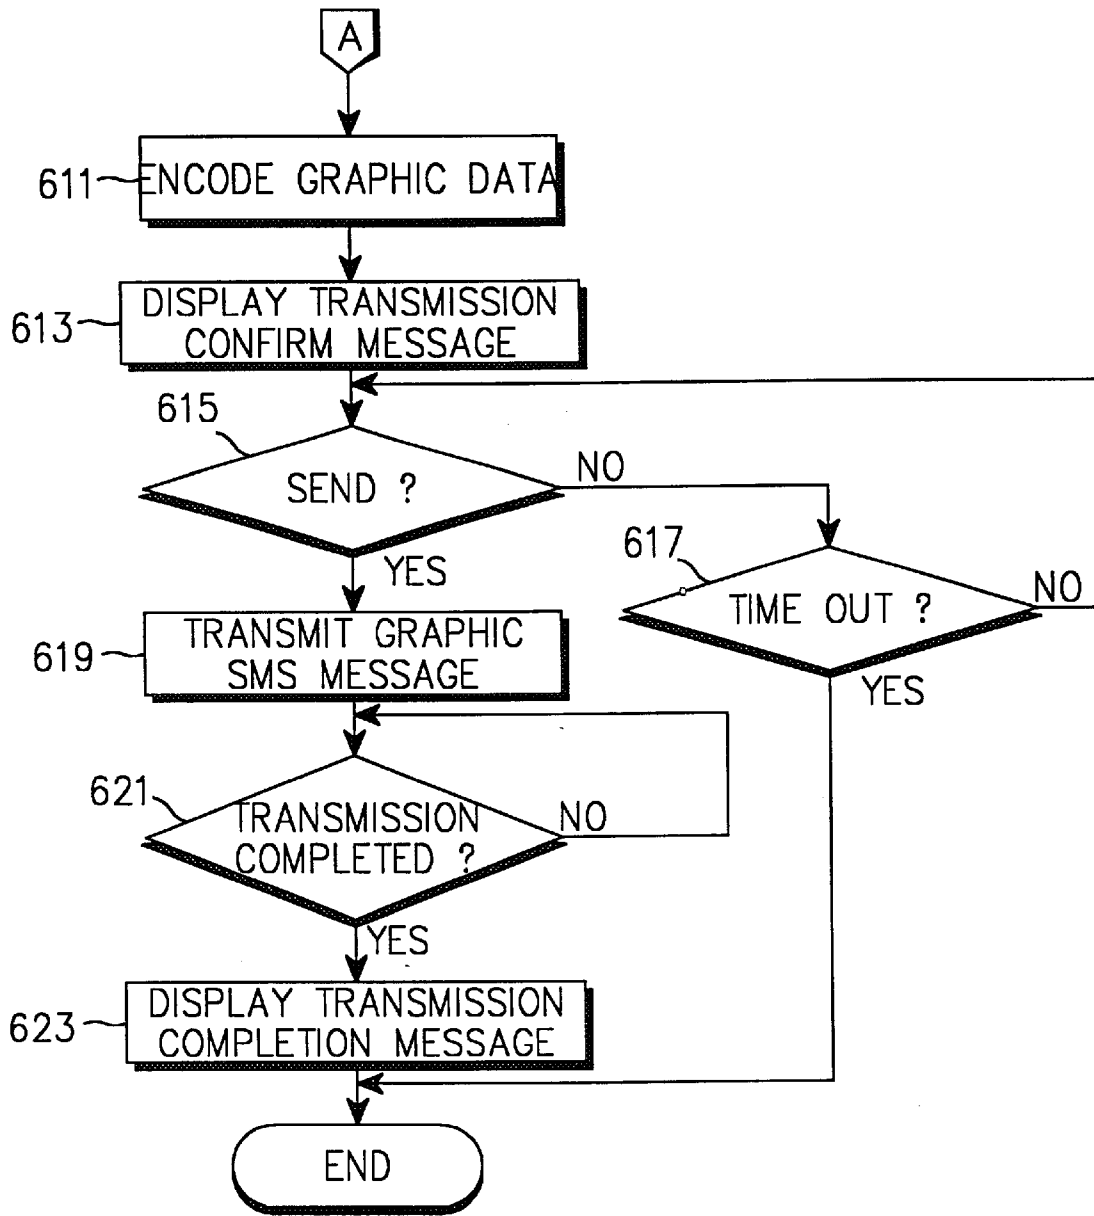 A
611
ENCODE GRAPHIC DATA
613
DISPLAY TRANSMISSION
CONFIRM MESSAGE
615
SEND ?
NO
YES
617
TIME OUT ?
NO
YES
619
TRANSMIT GRAPHIC
SMS MESSAGE
621
TRANSMISSION
COMPLETED ?
NO
YES
623
DISPLAY TRANSMISSION
COMPLETION MESSAGE
END